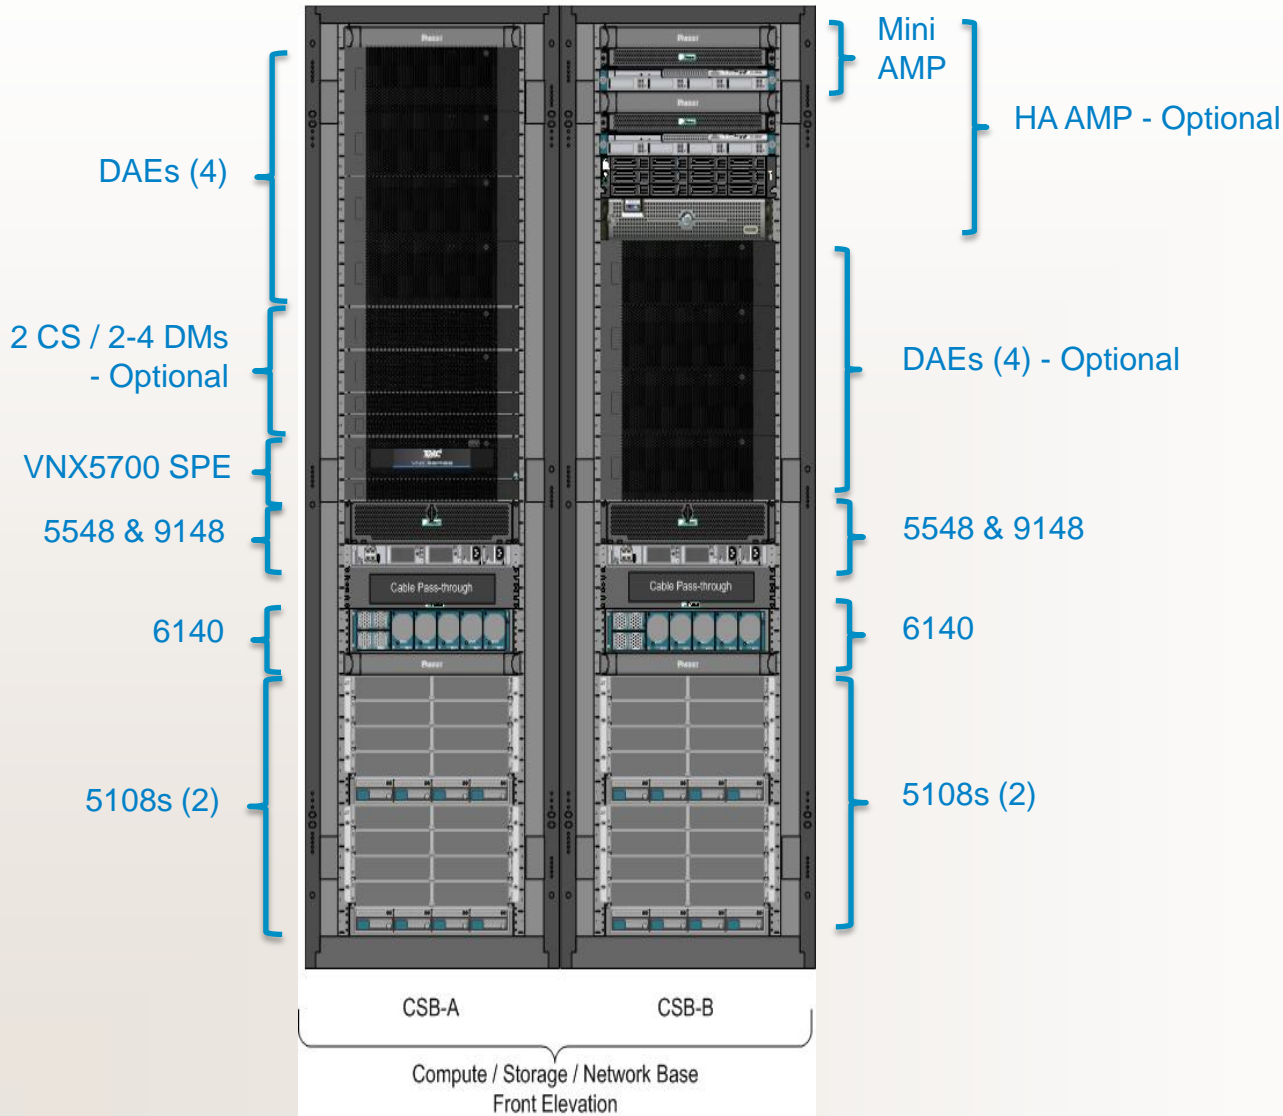 Mini
AMP
HA AMP - Optional
DAEs (4)
2 CS / 2-4 DMs
- Optional
DAEs (4) - Optional
VNX5700 SPE
5548 & 9148
5548 & 9148
Cable Pass-through
Cable Pass-through
6140
6140
5108s (2)
5108s (2)
CSB-A
CSB-B
Compute / Storage / Network Base
Front Elevation